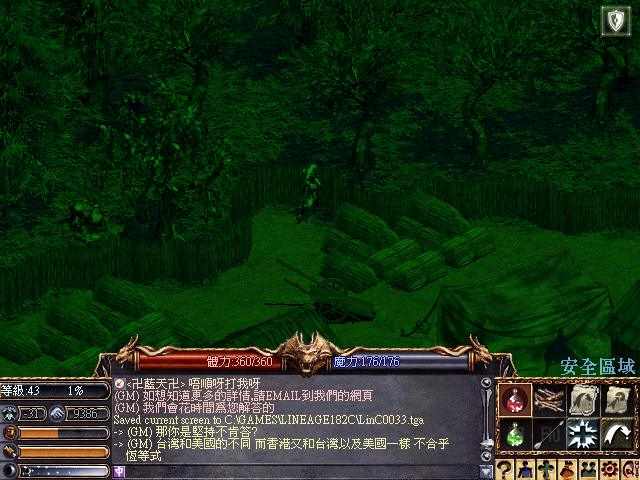 體力:360/360
魔力:176/176
安全區域
等級:43 1%
-31 9386
<卍藍天卍> 唔順呀打我呀
(GM) 如想知道更多的詳情,請EMAIL到我們的網頁
(GM) 我們會花時間爲您解答的
Saved current screen to C:\GAMES\LINEAGE182C\LinC0033.tga
-> (GM) 那你是堅持不肯答?
-> (GM) 台灣和美國的不同 而香港又和台灣以及美國一樣 不合乎
恆等式